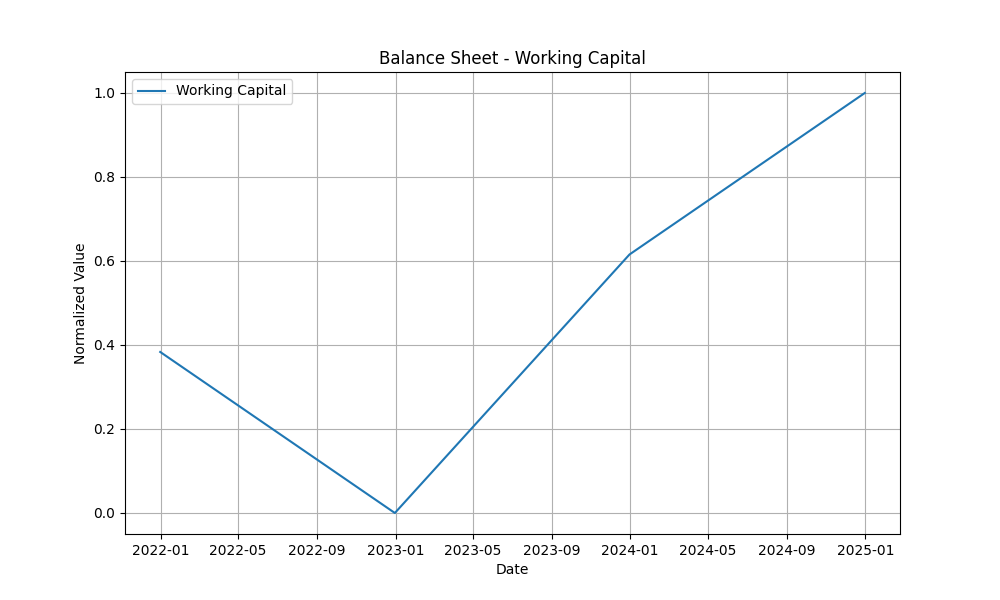 Balance Sheet - Working Capital
Working Capital
1.0
0.8
0.6
0.4
0.2
0.0
Normalized Value
2022-01 2022-05 2022-09 2023-01 2023-05 2023-09 2024-01 2024-05 2024-09 2025-01
Date